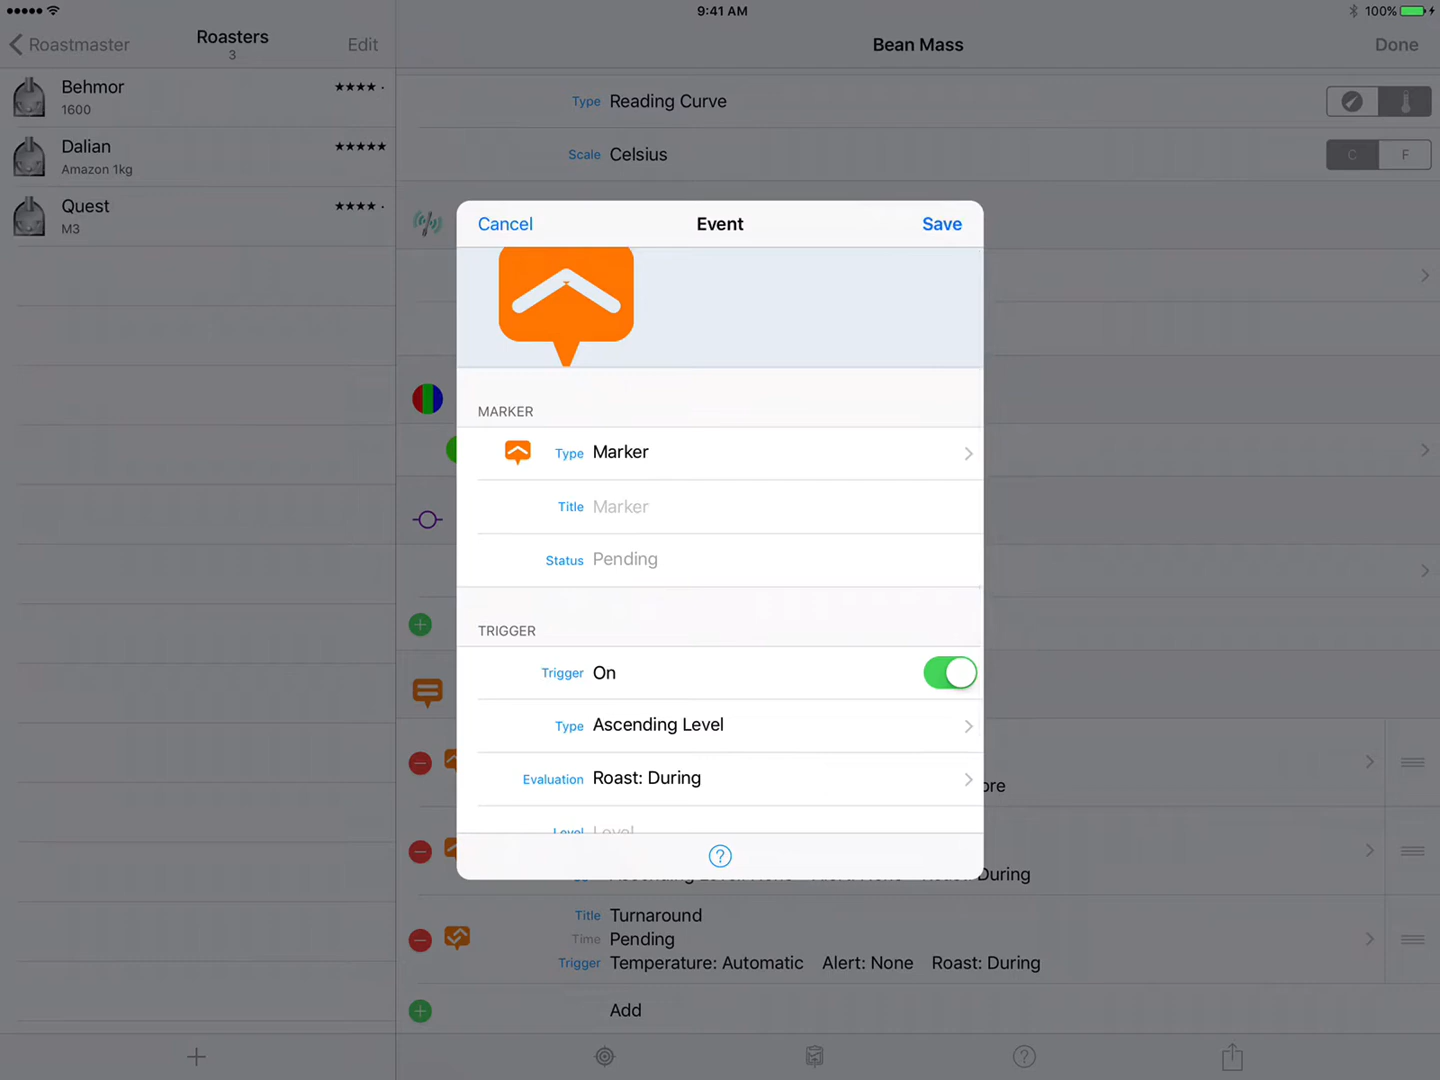 9:41 AM
100%
Roastmaster
Roasters
3
Edit
Bean Mass
Done
Behmor
1600
★★★★ ·
Dalian
Amazon 1kg
★★★★★
Quest
M3
★★★★ ·
Type Reading Curve
Scale Celsius
C F
Cancel
Event
Save
MARKER
Type Marker
Title Marker
Status Pending
TRIGGER
Trigger On
Type Ascending Level
Evaluation Roast: During
Level Level
During
Title Turnaround
Time Pending
Trigger Temperature: Automatic Alert: None Roast: During
Add